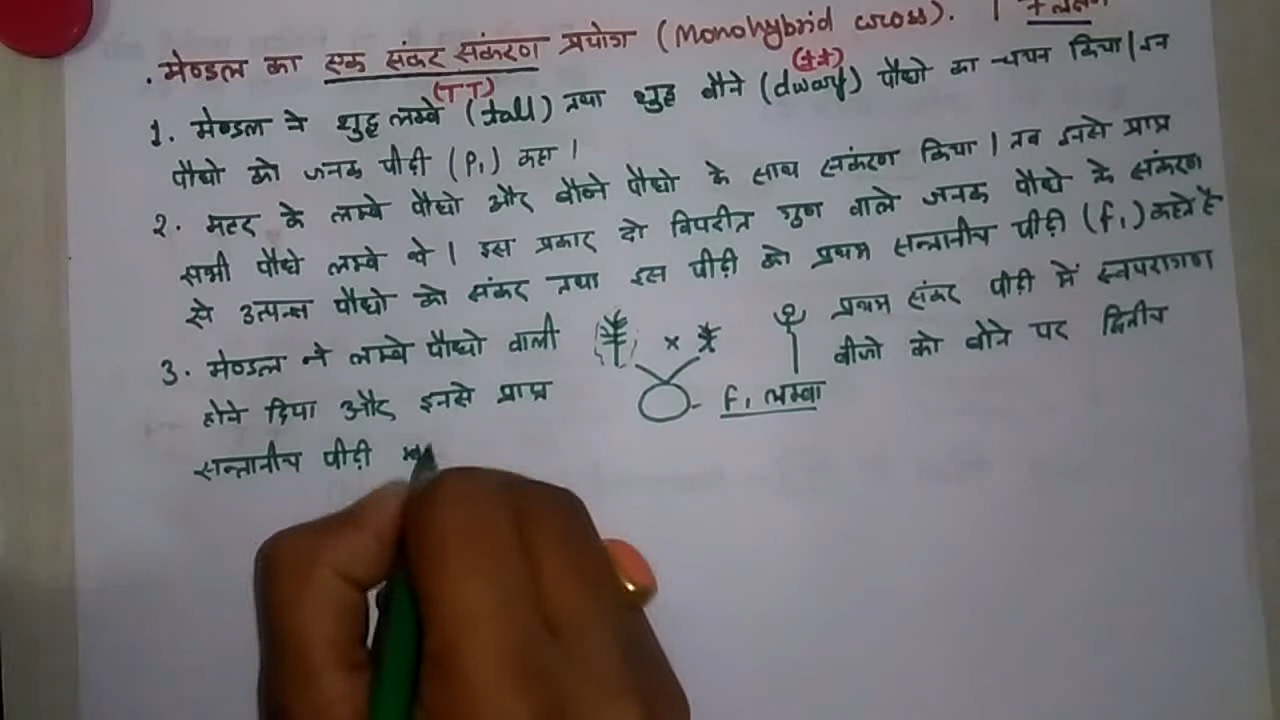 . मेण्डल का एक संकर संकरण प्रयोग (Monohybrid cross). | + लक्षण
(TT) (tt)
1. मेण्डल ने शुद्ध लम्बे (tall) तथा शुद्ध बौने (dwarf) पौधो का चयन किया। इन
पौधो को जनक पीढ़ी (P₁) कहा।
2. मटर के लम्बे पौधो और बौने पौधो के साथ संकरण किया। तब इनसे प्राप्त
सभी पौधे लम्बे थे। इस प्रकार दो विपरीत गुण वाले जनक पौधे के संकरण
से उत्पन्न पौधो को संकर तथा इस पीढ़ी को प्रथम सन्तानीय पीढ़ी (f₁) कहते है
3. मेण्डल ने लम्बे पौधो वाली प्रथम संकर पीढ़ी में स्वपरागण
होने दिया और इनसे प्राप्त बीजो को बोने पर द्वितीय
×
F₁ लम्बा
सन्तानीय पीढ़ी